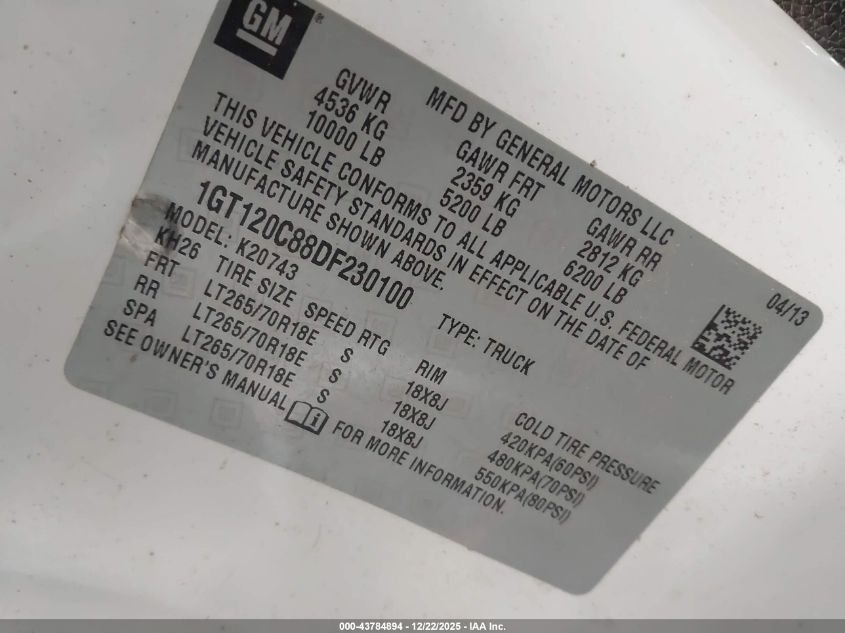 GM
®
MFD BY GENERAL MOTORS LLC
04/13
GVWR GAWR FRT GAWR RR
4536 KG 2359 KG 2812 KG
10000 LB 5200 LB 6200 LB
THIS VEHICLE CONFORMS TO ALL APPLICABLE U.S. FEDERAL MOTOR
VEHICLE SAFETY STANDARDS IN EFFECT ON THE DATE OF
MANUFACTURE SHOWN ABOVE.
1GT120C88DF230100 TYPE: TRUCK
MODEL: K20743
KH26 TIRE SIZE SPEED RTG RIM COLD TIRE PRESSURE
FRT LT265/70R18E S 18X8J 420KPA(60PSI)
RR LT265/70R18E S 18X8J 480KPA(70PSI)
SPA LT265/70R18E S 18X8J 550KPA(80PSI)
SEE OWNER'S MANUAL FOR MORE INFORMATION.
000-43784894 - 12/22/2025 - IAA Inc.